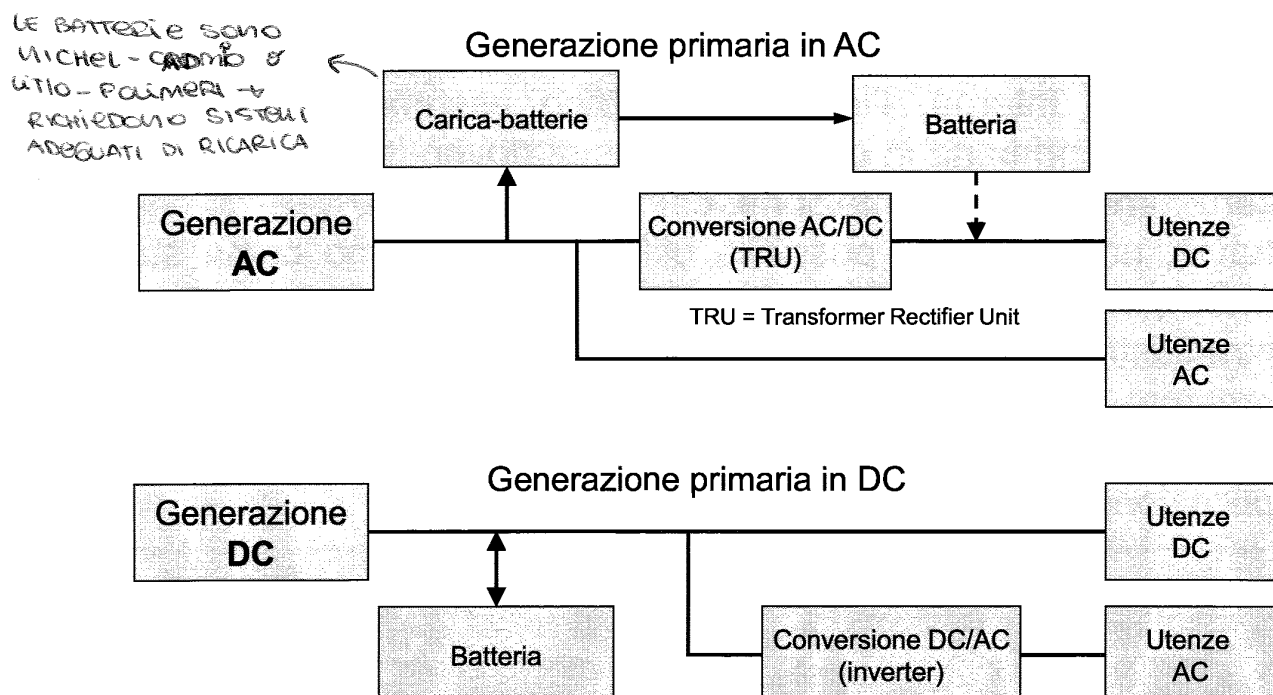 LE BATTERIE SONO
NICHEL-CADMIO O
LITIO-POLIMERI →
RICHIEDONO SISTEMI
ADEGUATI DI RICARICA
Generazione primaria in AC
Carica-batterie
Batteria
Generazione
AC
Conversione AC/DC
(TRU)
Utenze
DC
TRU = Transformer Rectifier Unit
Utenze
AC
Generazione primaria in DC
Generazione
DC
Utenze
DC
Batteria
Conversione DC/AC
(inverter)
Utenze
AC